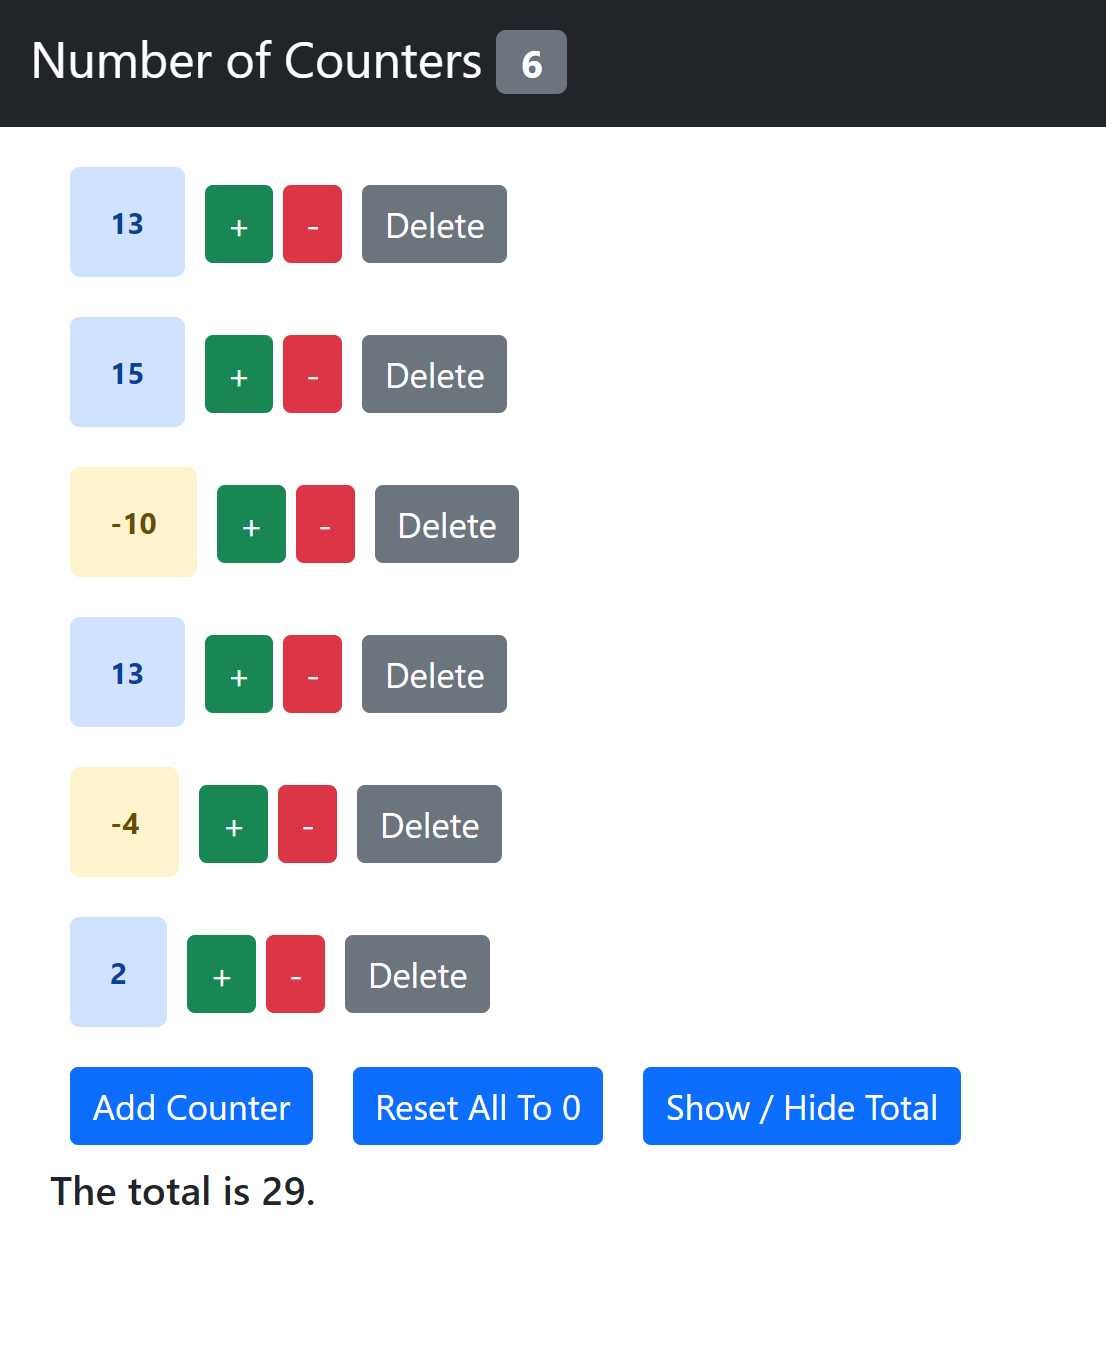 Number of Counters 6
13 + - Delete
15 + - Delete
-10 + - Delete
13 + - Delete
-4 + - Delete
2 + - Delete
Add Counter Reset All To 0 Show / Hide Total
The total is 29.